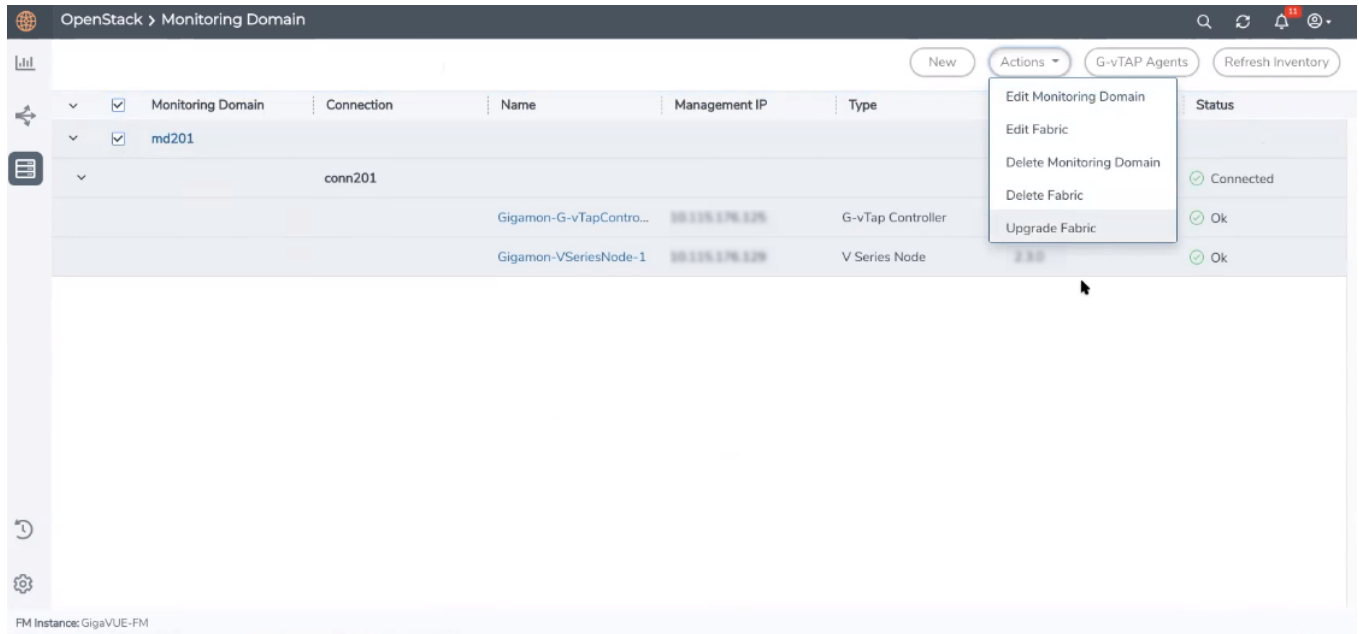 OpenStack > Monitoring Domain
11
New
Actions
G-vTAP Agents
Refresh Inventory
Monitoring Domain
Connection
Name
Management IP
Type
Status
Edit Monitoring Domain
Edit Fabric
Delete Monitoring Domain
Delete Fabric
Upgrade Fabric
md201
conn201
Connected
Gigamon-G-vTapContro...
G-vTap Controller
Ok
Gigamon-VSeriesNode-1
V Series Node
Ok
FM Instance: GigaVUE-FM